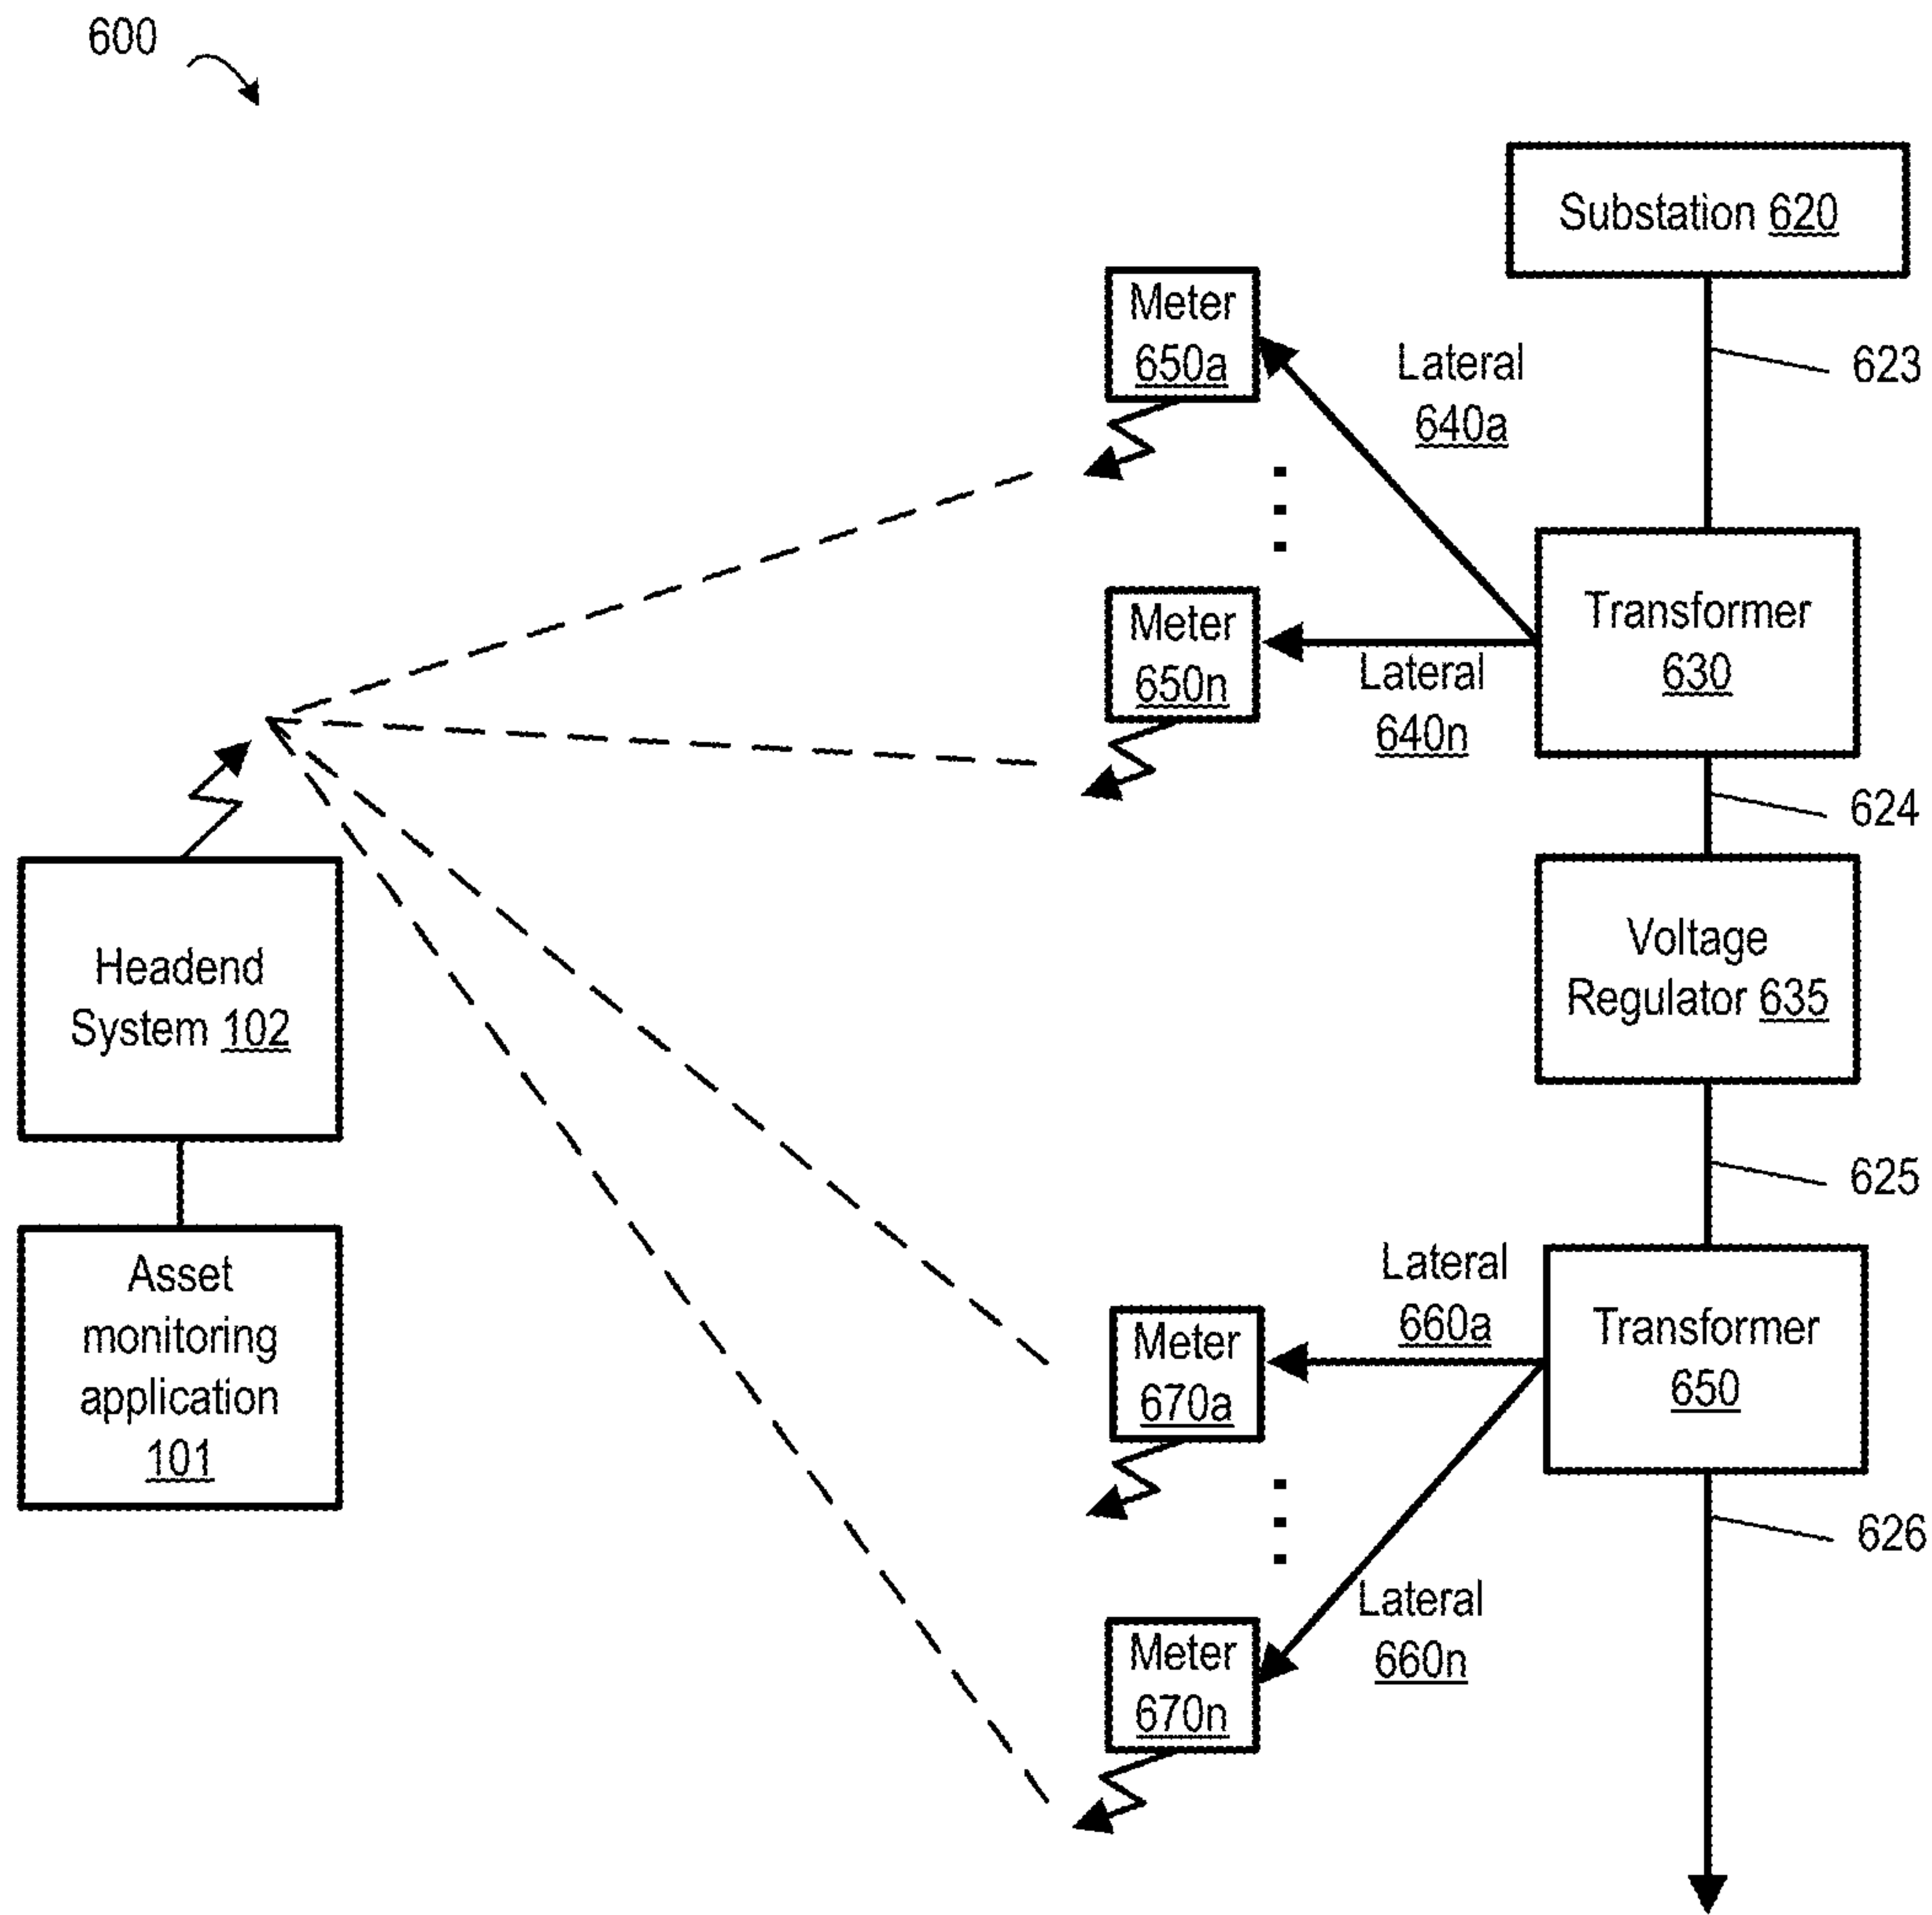 600
Substation 620
623
Meter
650a
Lateral
640a
Meter
650n
Lateral
640n
Transformer
630
624
Voltage
Regulator 635
Headend
System 102
625
Asset
monitoring
application
101
Lateral
660a
Meter
670a
Transformer
650
626
Lateral
660n
Meter
670n